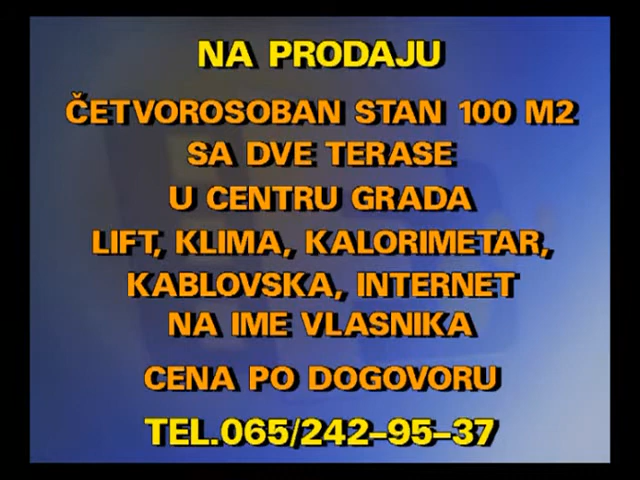 NA PRODAJU
ČETVOROSOBAN STAN 100 M2
SA DVE TERASE
U CENTRU GRADA
LIFT, KLIMA, KALORIMETAR,
KABLOVSKA, INTERNET
NA IME VLASNIKA
CENA PO DOGOVORU
TEL.065/242-95-37